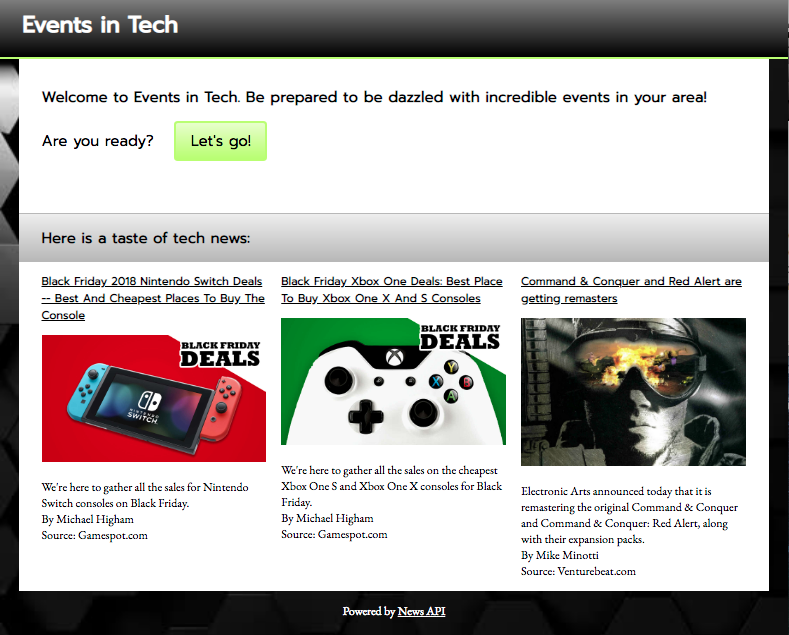 Events in Tech
Welcome to Events in Tech. Be prepared to be dazzled with incredible events in your area!
Are you ready? Let's go!
Here is a taste of tech news:
Black Friday 2018 Nintendo Switch Deals
-- Best And Cheapest Places To Buy The
Console
BLACK FRIDAY
DEALS
NINTENDO
SWITCH
We're here to gather all the sales for Nintendo
Switch consoles on Black Friday.
By Michael Higham
Source: Gamespot.com
Black Friday Xbox One Deals: Best Place
To Buy Xbox One X And S Consoles
BLACK FRIDAY
DEALS
Y
X
B
A
We're here to gather all the sales on the cheapest
Xbox One S and Xbox One X consoles for Black
Friday.
By Michael Higham
Source: Gamespot.com
Command & Conquer and Red Alert are
getting remasters
Electronic Arts announced today that it is
remastering the original Command & Conquer
and Command & Conquer: Red Alert, along
with their expansion packs.
By Mike Minotti
Source: Venturebeat.com
Powered by News API